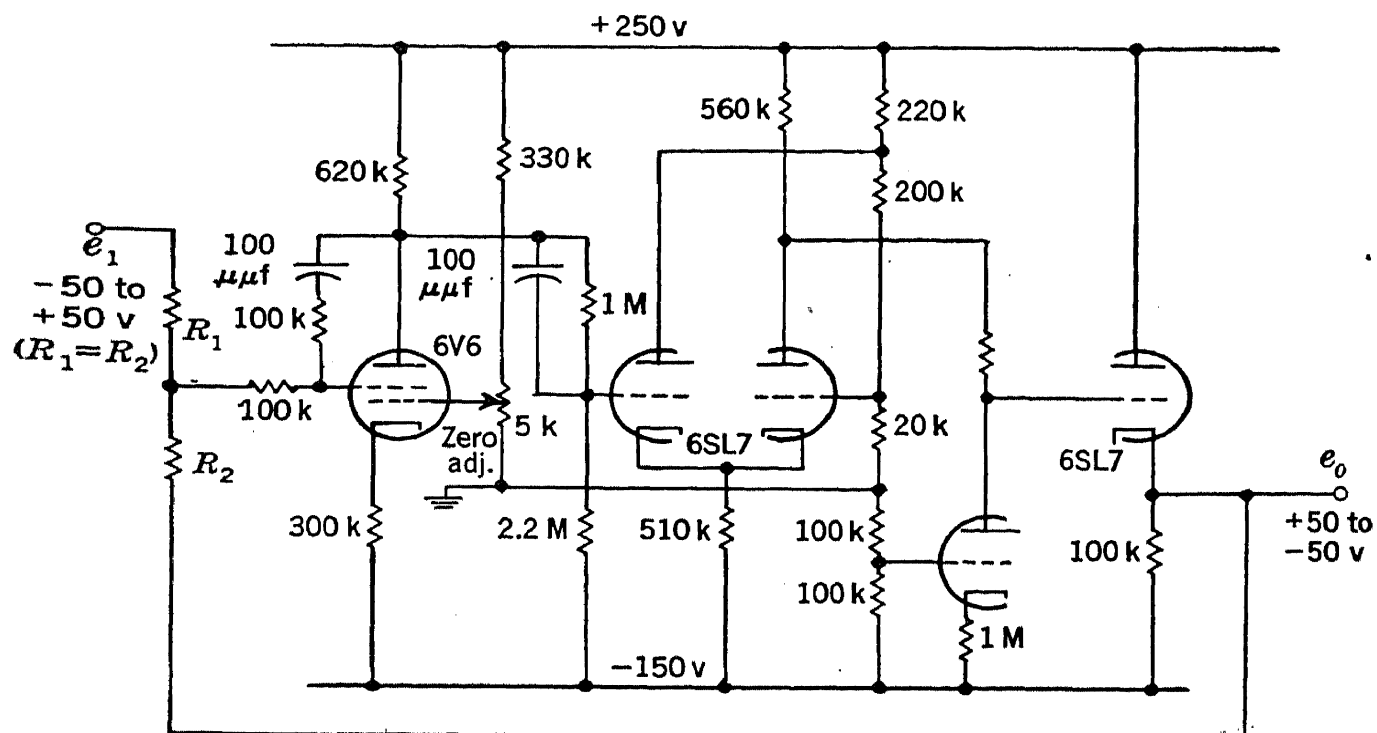 +250 v
560 k
220 k
620 k
330 k
200 k
e₁
−50 to
+50 v
(R₁=R₂)
R₁
100
μμf
100 k
100
μμf
1 M
6V6
100 k
5 k
Zero
adj.
6SL7
20 k
6SL7
R₂
e₀
+50 to
−50 v
300 k
2.2 M
510 k
100 k
100 k
100 k
1 M
−150 v